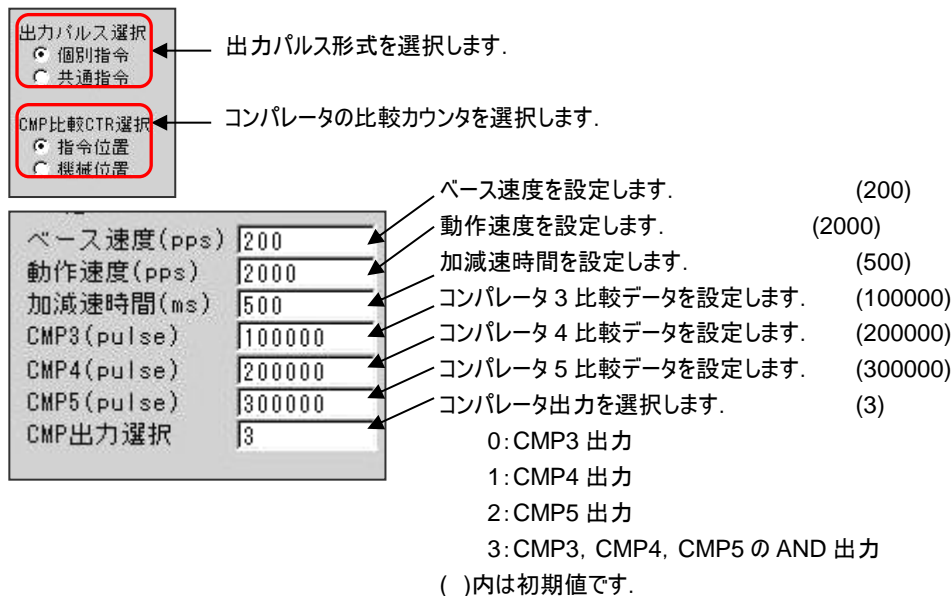 出力パルス選択
個別指令
共通指令
出力パルス形式を選択します.
CMP比較CTR選択
指令位置
機械位置
コンパレータの比較カウンタを選択します.
ベース速度(pps) 200
動作速度(pps) 2000
加減速時間(ms) 500
CMP3(pulse) 100000
CMP4(pulse) 200000
CMP5(pulse) 300000
CMP出力選択 3
ベース速度を設定します. (200)
動作速度を設定します. (2000)
加減速時間を設定します. (500)
コンパレータ 3 比較データを設定します. (100000)
コンパレータ 4 比較データを設定します. (200000)
コンパレータ 5 比較データを設定します. (300000)
コンパレータ出力を選択します. (3)
0:CMP3 出力
1:CMP4 出力
2:CMP5 出力
3:CMP3, CMP4, CMP5 の AND 出力
( )内は初期値です.